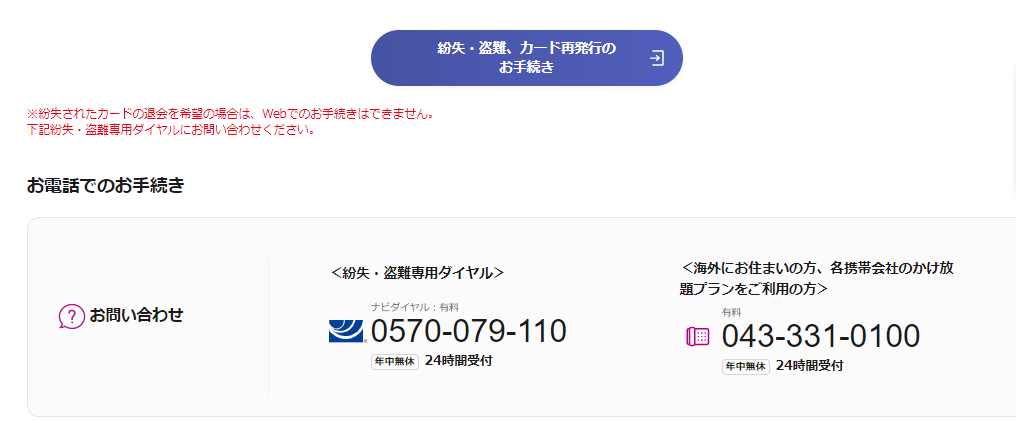 紛失・盗難、カード再発行の
お手続き
※紛失されたカードの退会を希望の場合は、Webでのお手続きはできません。
下記紛失・盗難専用ダイヤルにお問い合わせください。
お電話でのお手続き
お問い合わせ
＜紛失・盗難専用ダイヤル＞
ナビダイヤル：有料
0570-079-110
年中無休 24時間受付
＜海外にお住まいの方、各携帯会社のかけ放
題プランをご利用の方＞
有料
043-331-0100
年中無休 24時間受付